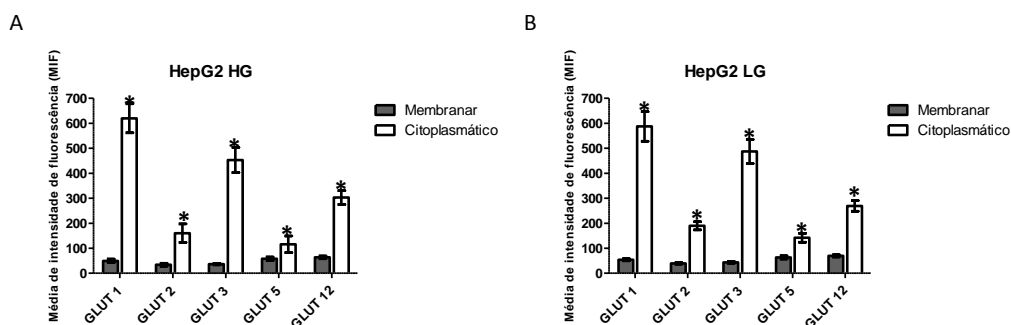 A
Média de intensidade de fluorescência (MIF)
HepG2 HG
700
600
500
400
300
200
100
0
*
*
*
*
*
GLUT 1
GLUT 2
GLUT 3
GLUT 5
GLUT 12
Membranar
Citoplasmático
B
Média de intensidade de fluorescência (MIF)
HepG2 LG
700
600
500
400
300
200
100
0
*
*
*
*
*
GLUT 1
GLUT 2
GLUT 3
GLUT 5
GLUT 12
Membranar
Citoplasmático